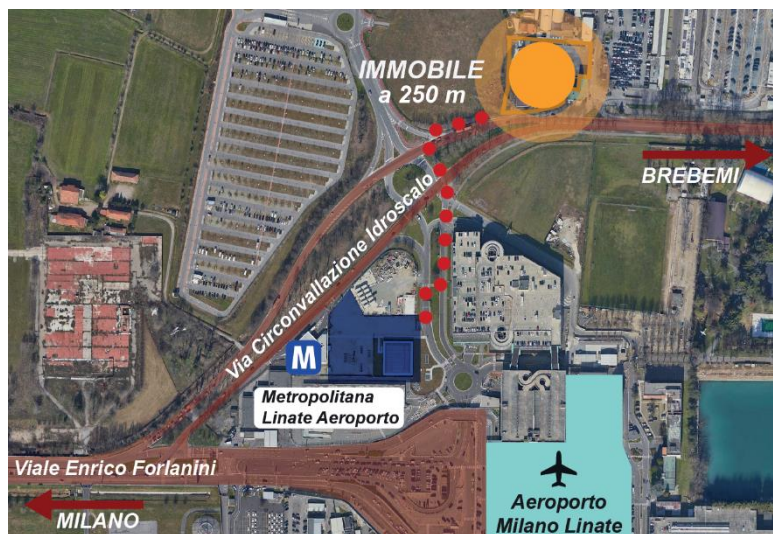 IMMOBILE
a 250 m
BREBEMI
Via Circonvallazione Idroscalo
M
Metropolitana
Linate Aeroporto
Viale Enrico Forlanini
MILANO
Aeroporto
Milano Linate